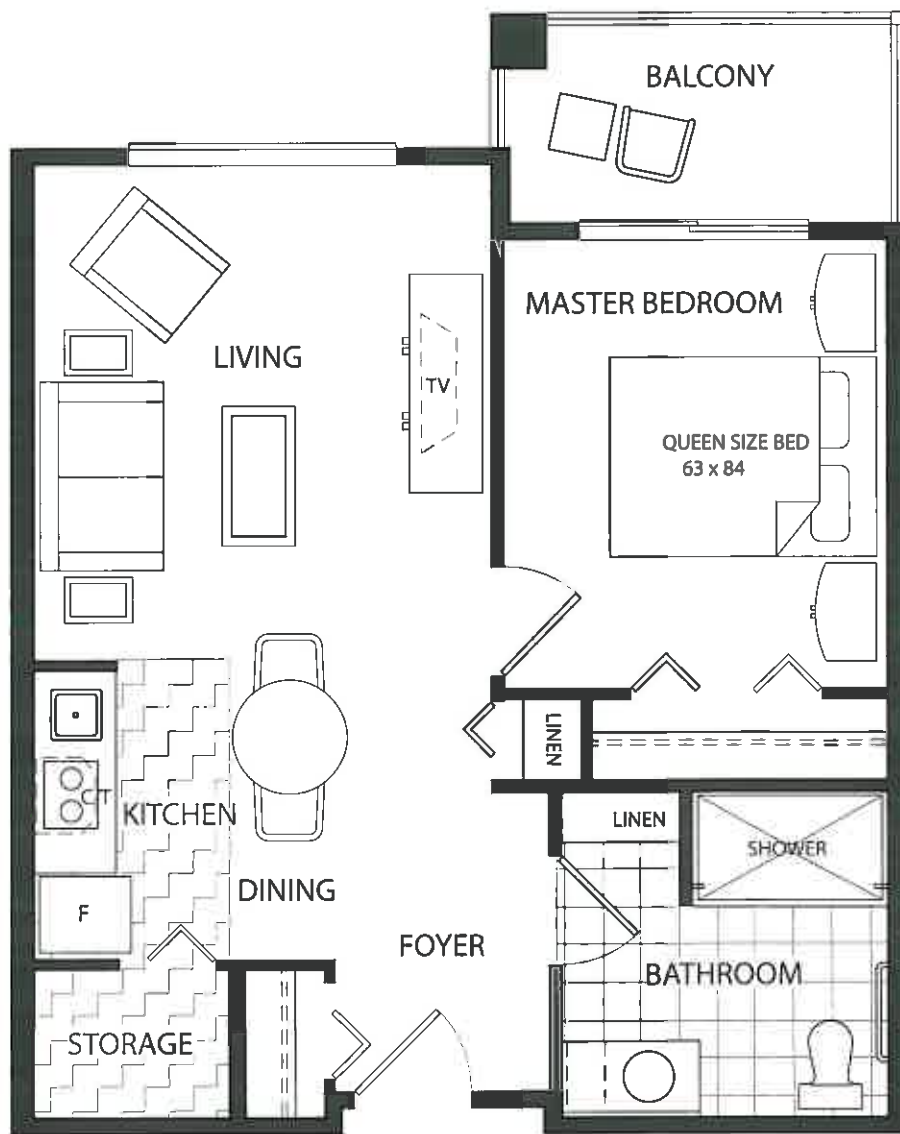 BALCONY
MASTER BEDROOM
LIVING
TV
QUEEN SIZE BED
63 x 84
LINEN
CT
KITCHEN
LINEN
SHOWER
DINING
F
FOYER
BATHROOM
STORAGE